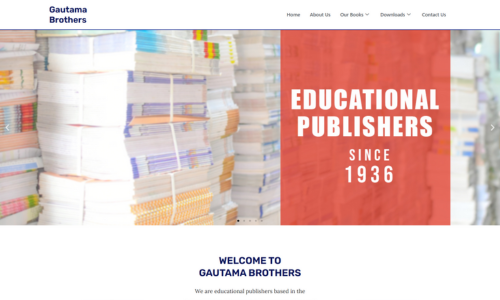 Gautama
Brothers
Home About Us Our Books Downloads Contact Us
EDUCATIONAL
PUBLISHERS
SINCE
1936
WELCOME TO
GAUTAMA BROTHERS
We are educational publishers based in the